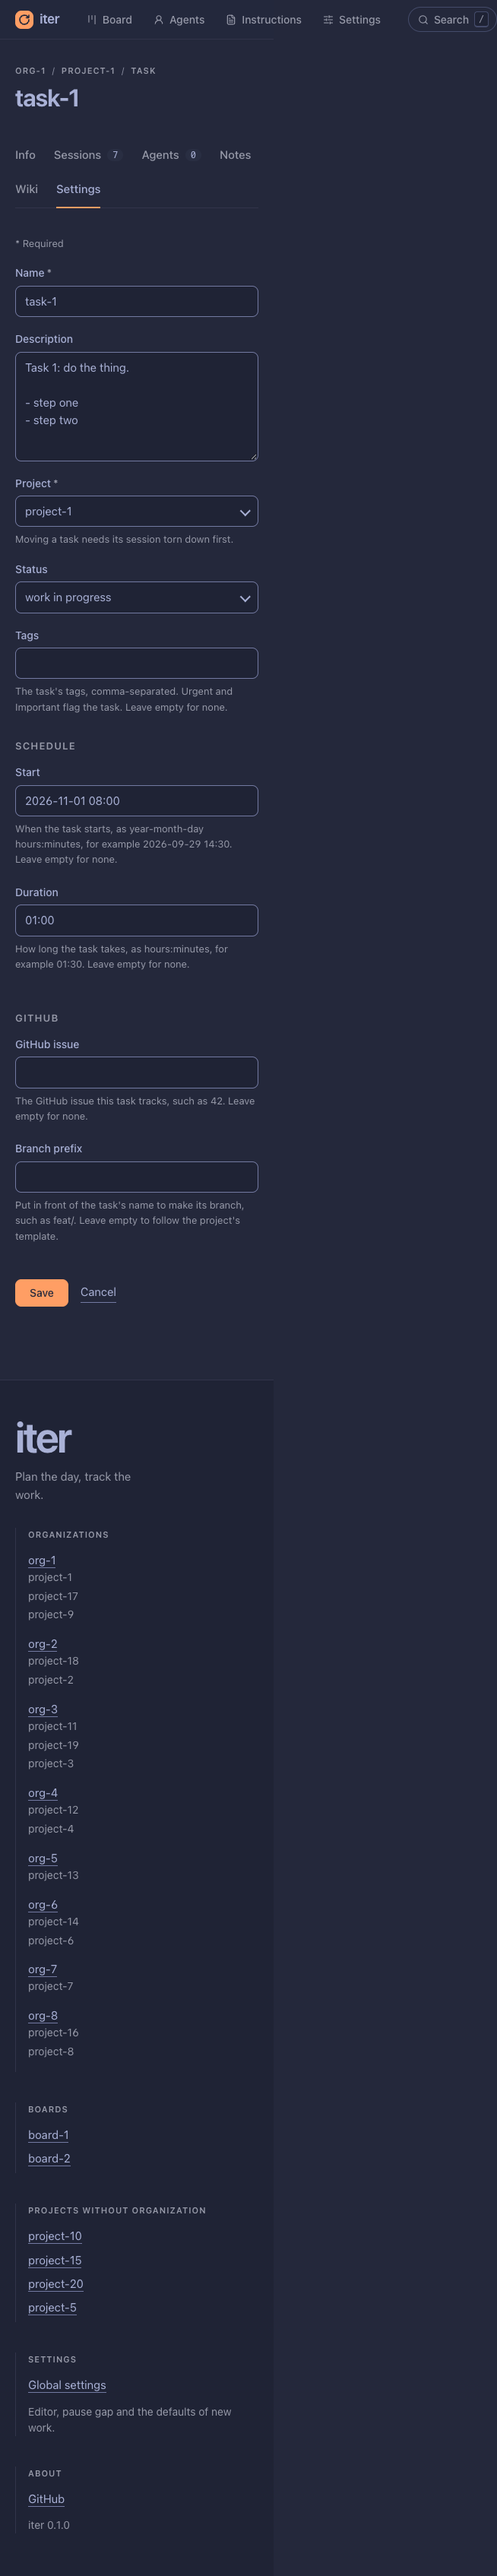 iter
Board
Agents
Instructions
Settings
Search /
ORG-1 / PROJECT-1 / TASK
task-1
Info
Sessions 7
Agents 0
Notes
Wiki
Settings
* Required
Name *
task-1
Description
Task 1: do the thing.
- step one
- step two
Project *
project-1
Moving a task needs its session torn down first.
Status
work in progress
Tags
The task's tags, comma-separated. Urgent and
Important flag the task. Leave empty for none.
SCHEDULE
Start
2026-11-01 08:00
When the task starts, as year-month-day
hours:minutes, for example 2026-09-29 14:30.
Leave empty for none.
Duration
01:00
How long the task takes, as hours:minutes, for
example 01:30. Leave empty for none.
GITHUB
GitHub issue
The GitHub issue this task tracks, such as 42. Leave
empty for none.
Branch prefix
Put in front of the task's name to make its branch,
such as feat/. Leave empty to follow the project's
template.
Save
Cancel
iter
Plan the day, track the
work.
ORGANIZATIONS
org-1
project-1
project-17
project-9
org-2
project-18
project-2
org-3
project-11
project-19
project-3
org-4
project-12
project-4
org-5
project-13
org-6
project-14
project-6
org-7
project-7
org-8
project-16
project-8
BOARDS
board-1
board-2
PROJECTS WITHOUT ORGANIZATION
project-10
project-15
project-20
project-5
SETTINGS
Global settings
Editor, pause gap and the defaults of new
work.
ABOUT
GitHub
iter 0.1.0